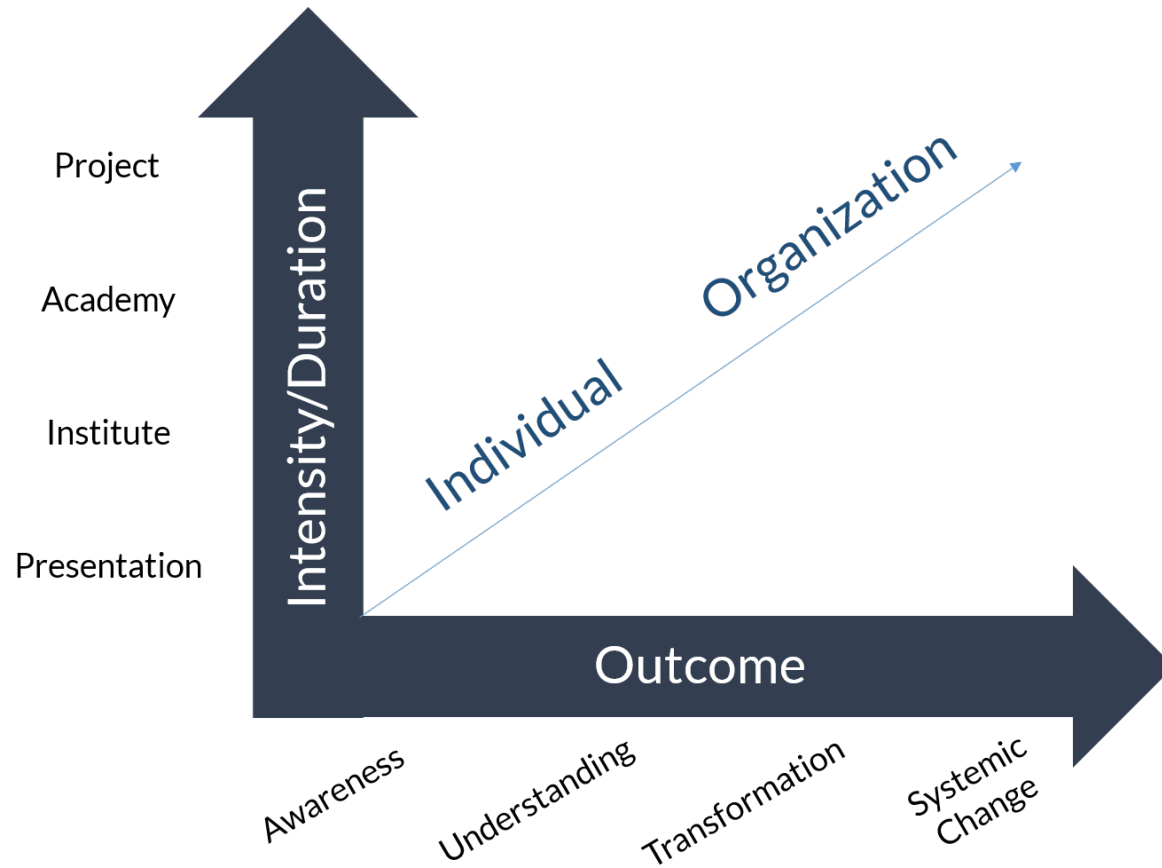 Project
Academy
Institute
Presentation
Intensity/Duration
Individual
Organization
Outcome
Awareness
Understanding
Transformation
Systemic
Change